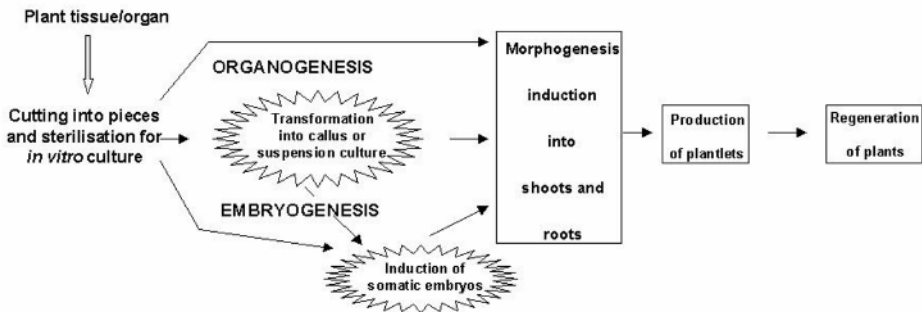 Plant tissue/organ
Cutting into pieces
and sterilisation for
in vitro culture
ORGANOGENESIS
Transformation
into callus or
suspension culture
EMBRYOGENESIS
Induction of
somatic embryos
Morphogenesis
induction
into
shoots and
roots
Production
of plantlets
Regeneration
of plants